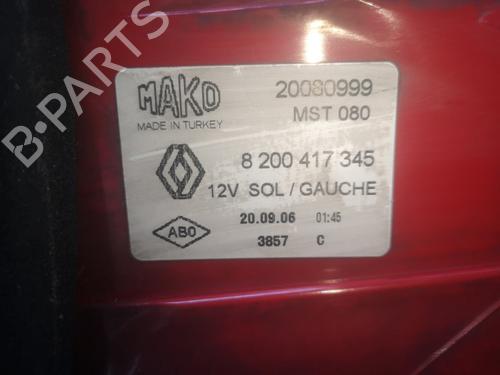 MAKO
MADE IN TURKEY
20080999
MST 080
8 200 417 345
12V SOL / GAUCHE
ABO
20.09.06 01:45
3857 C
B-PARTS